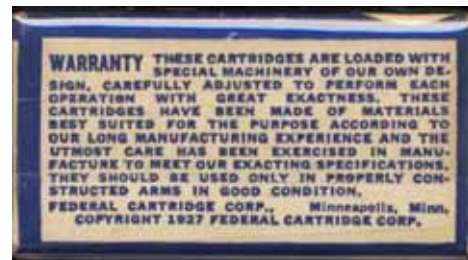 WARRANTY THESE CARTRIDGES ARE LOADED WITH
SPECIAL MACHINERY OF OUR OWN DE-
SIGN, CAREFULLY ADJUSTED TO PERFORM EACH
OPERATION WITH GREAT EXACTNESS. THESE
CARTRIDGES HAVE BEEN MADE OF MATERIALS
BEST SUITED FOR THE PURPOSE ACCORDING TO
OUR LONG MANUFACTURING EXPERIENCE AND THE
UTMOST CARE HAS BEEN EXERCISED IN MANU-
FACTURE TO MEET OUR EXACTING SPECIFICATIONS.
THEY SHOULD BE USED ONLY IN PROPERLY CON-
STRUCTED ARMS IN GOOD CONDITION.
FEDERAL CARTRIDGE CORP., Minneapolis, Minn.
COPYRIGHT 1927 FEDERAL CARTRIDGE CORP.